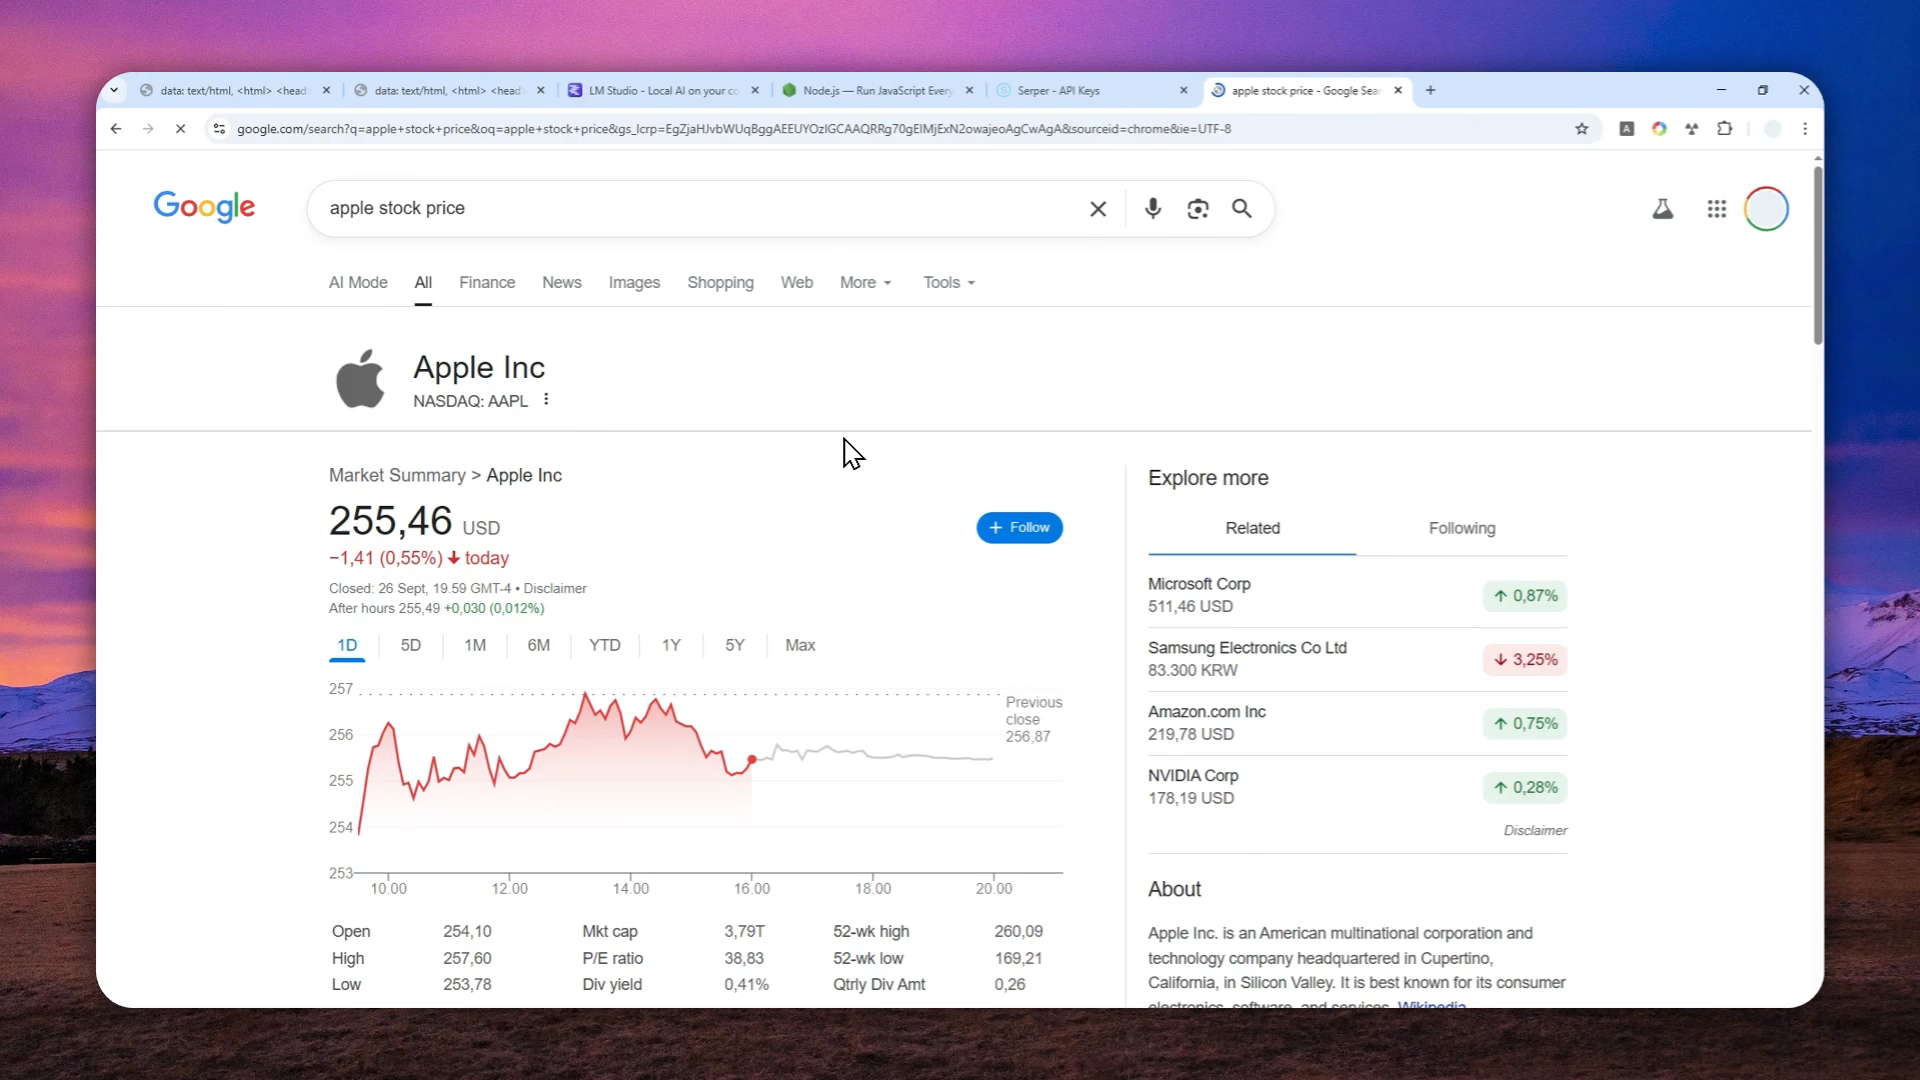 data: text/html, <html> <head
data: text/html, <html> <head
LM Studio - Local AI on your co
Node.js — Run JavaScript Every
Serper - API Keys
apple stock price - Google Sear
google.com/search?q=apple+stock+price&oq=apple+stock+price&gs_lcrp=EgZjaHJvbWUqBggAEEUYOzIGCAAQRRg70gEIMjExN2owajeoAgCwAgA&sourceid=chrome&ie=UTF-8
A
Google
apple stock price
AI Mode
All
Finance
News
Images
Shopping
Web
More
Tools
Apple Inc
NASDAQ: AAPL
Market Summary > Apple Inc
255,46 USD
−1,41 (0,55%) ↓ today
Closed: 26 Sept, 19.59 GMT-4 • Disclaimer
After hours 255,49 +0,030 (0,012%)
+ Follow
1D
5D
1M
6M
YTD
1Y
5Y
Max
257
256
255
254
253
Previous
close
256,87
10.00
12.00
14.00
16.00
18.00
20.00
Open 254,10 Mkt cap 3,79T 52-wk high 260,09
High 257,60 P/E ratio 38,83 52-wk low 169,21
Low 253,78 Div yield 0,41% Qtrly Div Amt 0,26
Explore more
Related
Following
Microsoft Corp
511,46 USD
↑ 0,87%
Samsung Electronics Co Ltd
83.300 KRW
↓ 3,25%
Amazon.com Inc
219,78 USD
↑ 0,75%
NVIDIA Corp
178,19 USD
↑ 0,28%
Disclaimer
About
Apple Inc. is an American multinational corporation and
technology company headquartered in Cupertino,
California, in Silicon Valley. It is best known for its consumer
electronics, software, and services. Wikipedia